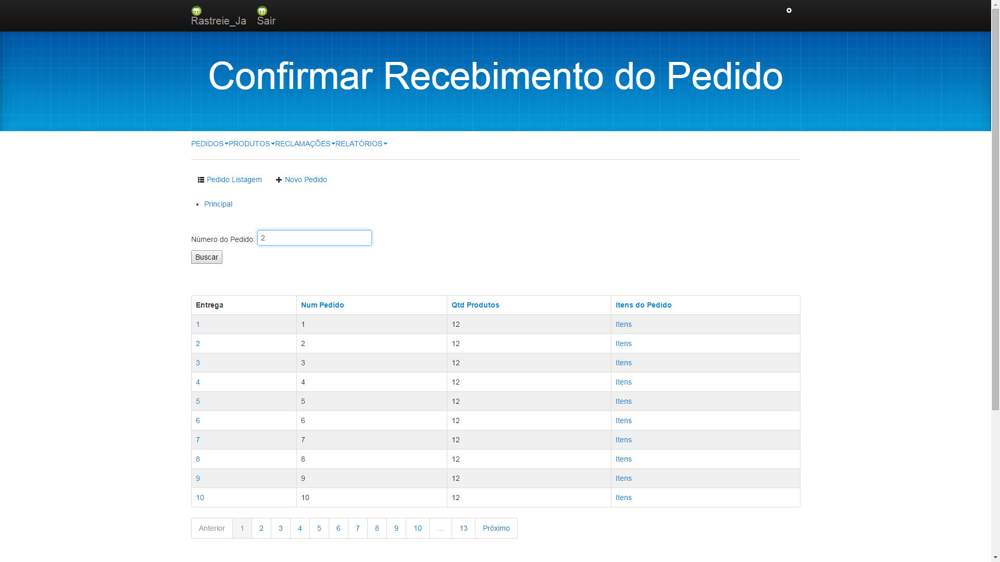 Rastreie_Ja Sair
Confirmar Recebimento do Pedido
PEDIDOS PRODUTOS RECLAMAÇÕES RELATÓRIOS
Pedido Listagem Novo Pedido
Principal
Número do Pedido: 2
Buscar
Entrega Num Pedido Qtd Produtos Itens do Pedido
1 1 12 Itens
2 2 12 Itens
3 3 12 Itens
4 4 12 Itens
5 5 12 Itens
6 6 12 Itens
7 7 12 Itens
8 8 12 Itens
9 9 12 Itens
10 10 12 Itens
Anterior 1 2 3 4 5 6 7 8 9 10 ... 13 Próximo